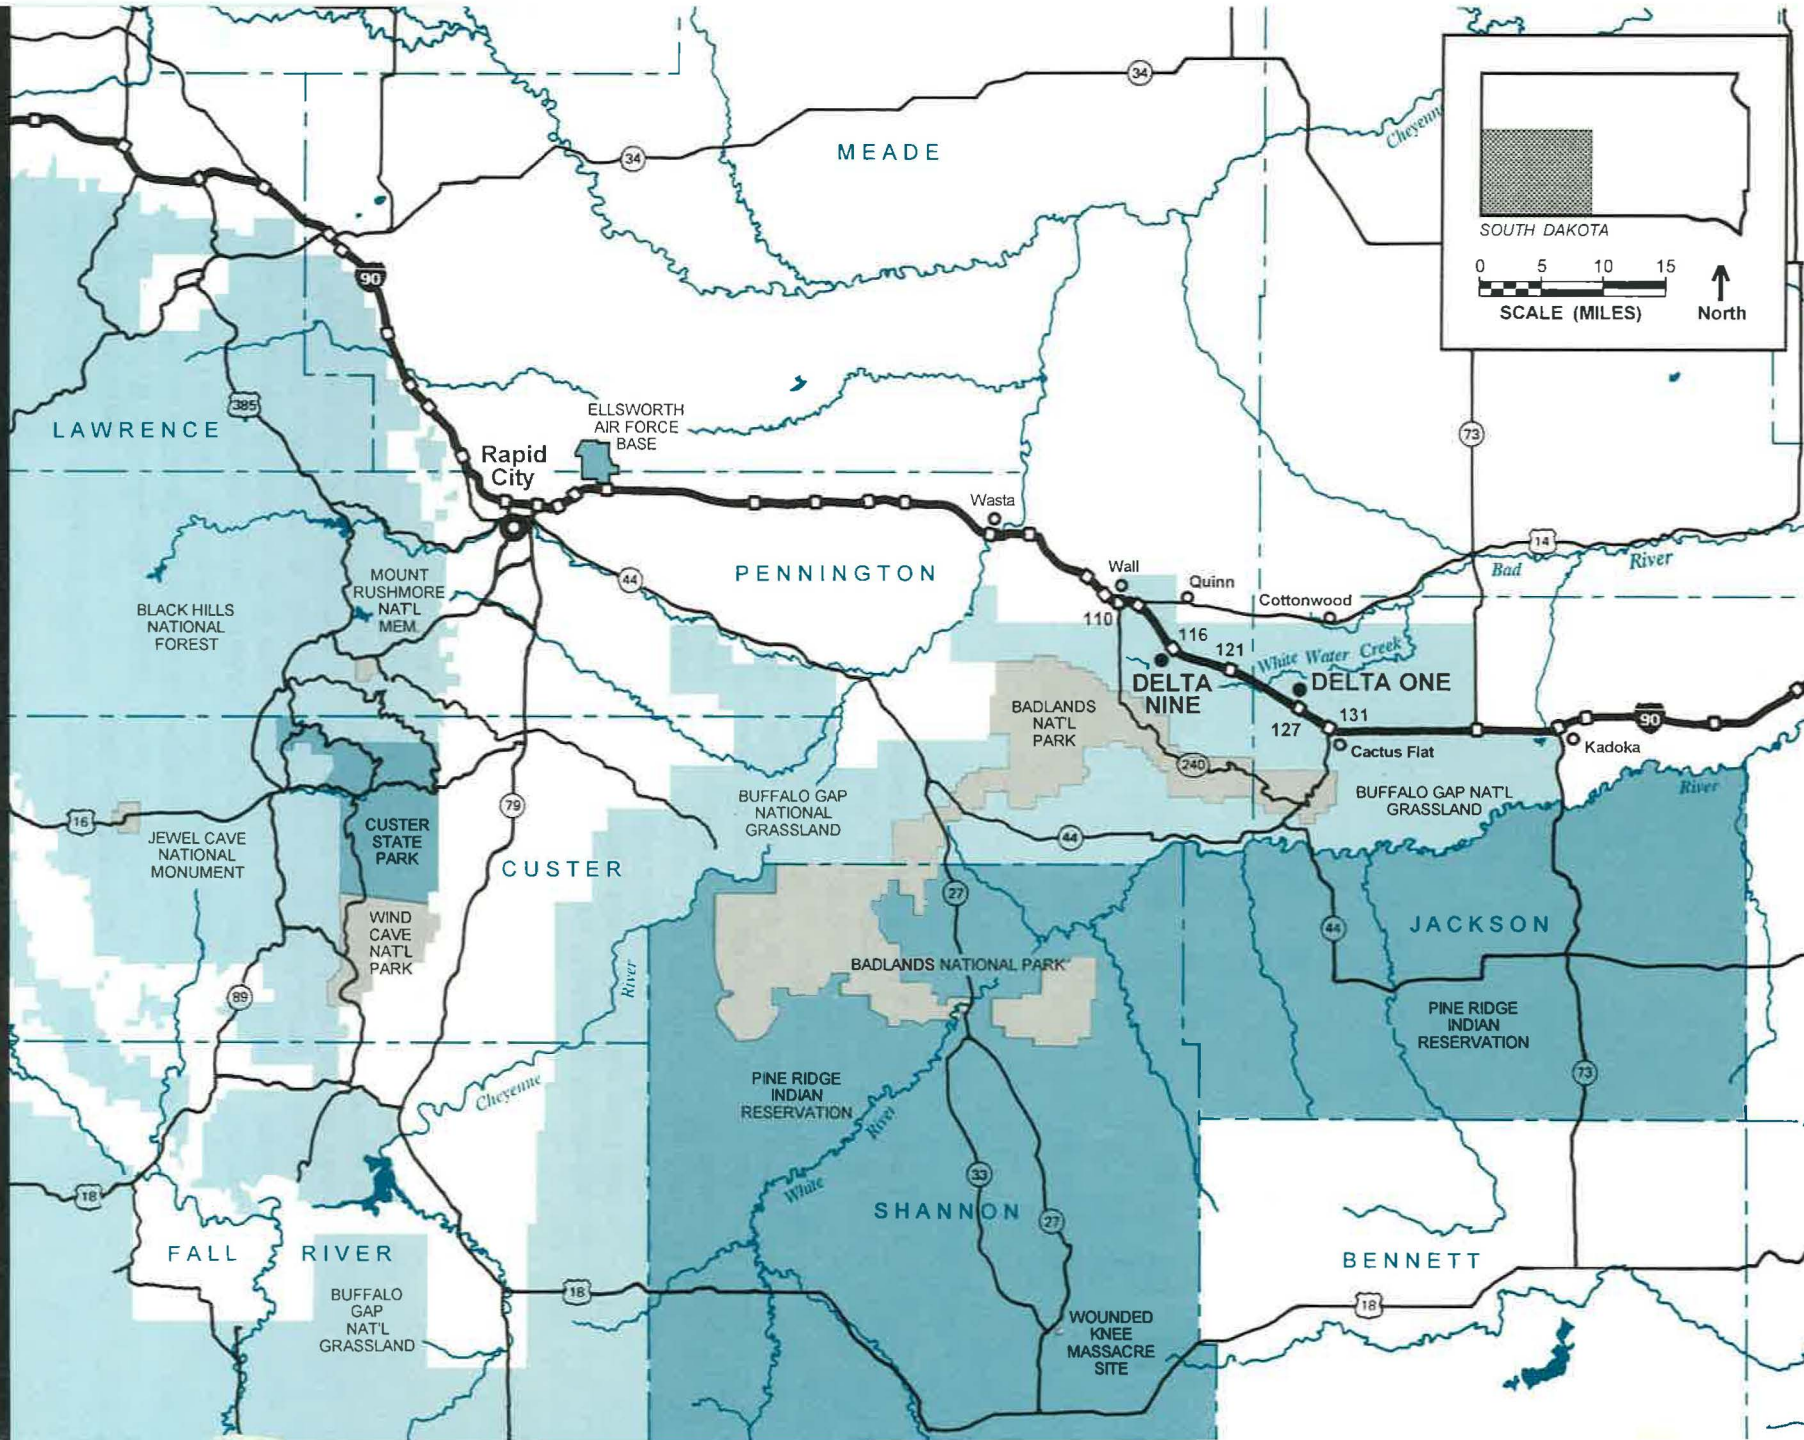 34
34
MEADE
Cheyenn
SOUTH DAKOTA
0 5 10 15
SCALE (MILES)
North
90
385
LAWRENCE
ELLSWORTH
AIR FORCE
BASE
73
Rapid
City
Wasta
14
Bad
River
44
PENNINGTON
Wall
Quinn
Cottonwood
MOUNT
RUSHMORE
NAT'L
MEM.
BLACK HILLS
NATIONAL
FOREST
110
116
121
White Water Creek
DELTA
NINE
DELTA ONE
BADLANDS
NAT'L
PARK
127
131
90
Cactus Flat
Kadoka
240
79
BUFFALO GAP
NATIONAL
GRASSLAND
BUFFALO GAP NAT'L
GRASSLAND
River
16
JEWEL CAVE
NATIONAL
MONUMENT
CUSTER
STATE
PARK
44
CUSTER
27
WIND
CAVE
NAT'L
PARK
JACKSON
44
River
BADLANDS NATIONAL PARK
89
PINE RIDGE
INDIAN
RESERVATION
73
Cheyenne
PINE RIDGE
INDIAN
RESERVATION
River
White
18
33
SHANNON
27
FALL RIVER
BENNETT
18
18
BUFFALO
GAP
NAT'L
GRASSLAND
WOUNDED
KNEE
MASSACRE
SITE